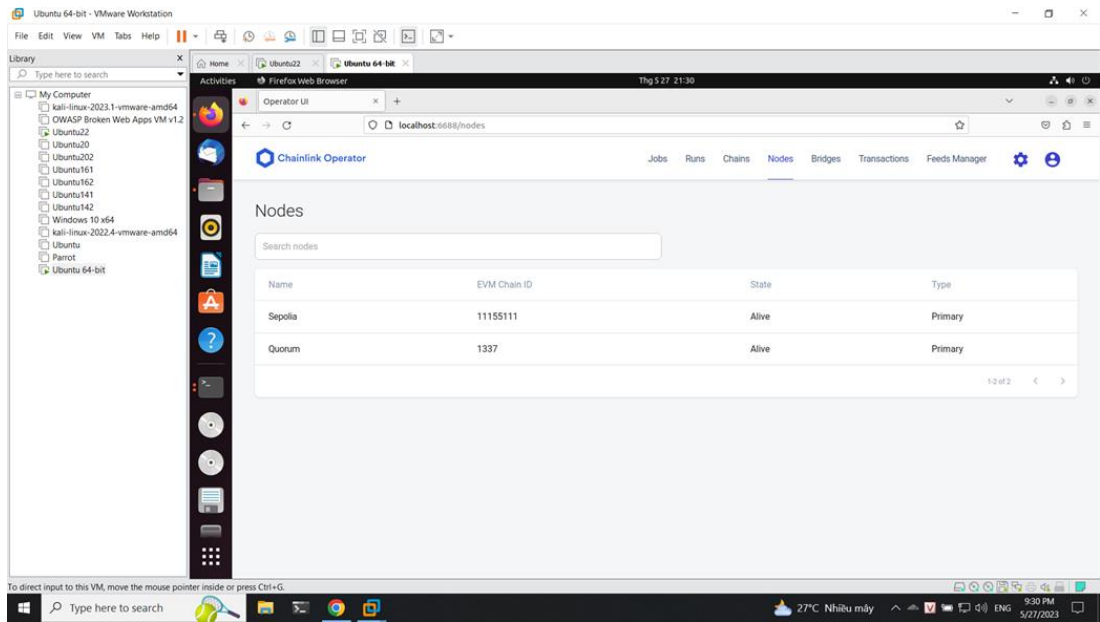 Ubuntu 64-bit - VMware Workstation
File Edit View VM Tabs Help
Library
Type here to search
My Computer
kali-linux-2023.1-vmware-amd64
OWASP Broken Web Apps VM v1.2
Ubuntu22
Ubuntu20
Ubuntu202
Ubuntu161
Ubuntu162
Ubuntu141
Ubuntu142
Windows 10 x64
kali-linux-2022.4-vmware-amd64
Ubuntu
Parrot
Ubuntu 64-bit
Home Ubuntu22 Ubuntu 64-bit
Activities Firefox Web Browser Thg 5 27 21:30
Operator UI
localhost:6688/nodes
Chainlink Operator Jobs Runs Chains Nodes Bridges Transactions Feeds Manager
Nodes
Search nodes
Name EVM Chain ID State Type
Sepolia 11155111 Alive Primary
Quorum 1337 Alive Primary
1-2 of 2
To direct input to this VM, move the mouse pointer inside or press Ctrl+G.
Type here to search 27°C Nhiều mây ENG 9:30 PM
5/27/2023